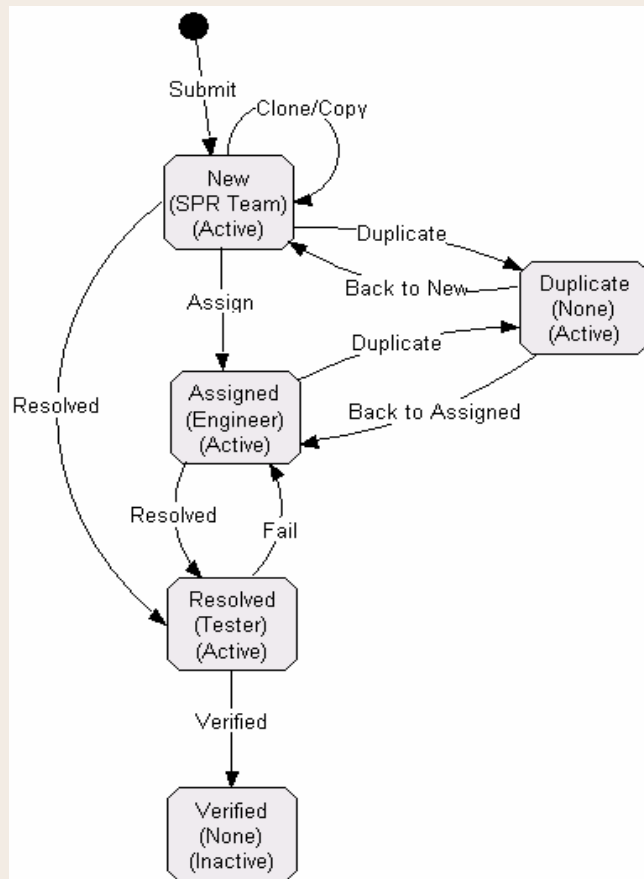 Submit
Clone/Copy
New
(SPR Team)
(Active)
Duplicate
Back to New
Duplicate
(None)
(Active)
Assign
Duplicate
Assigned
(Engineer)
(Active)
Back to Assigned
Resolved
Resolved
Fail
Resolved
(Tester)
(Active)
Verified
Verified
(None)
(Inactive)